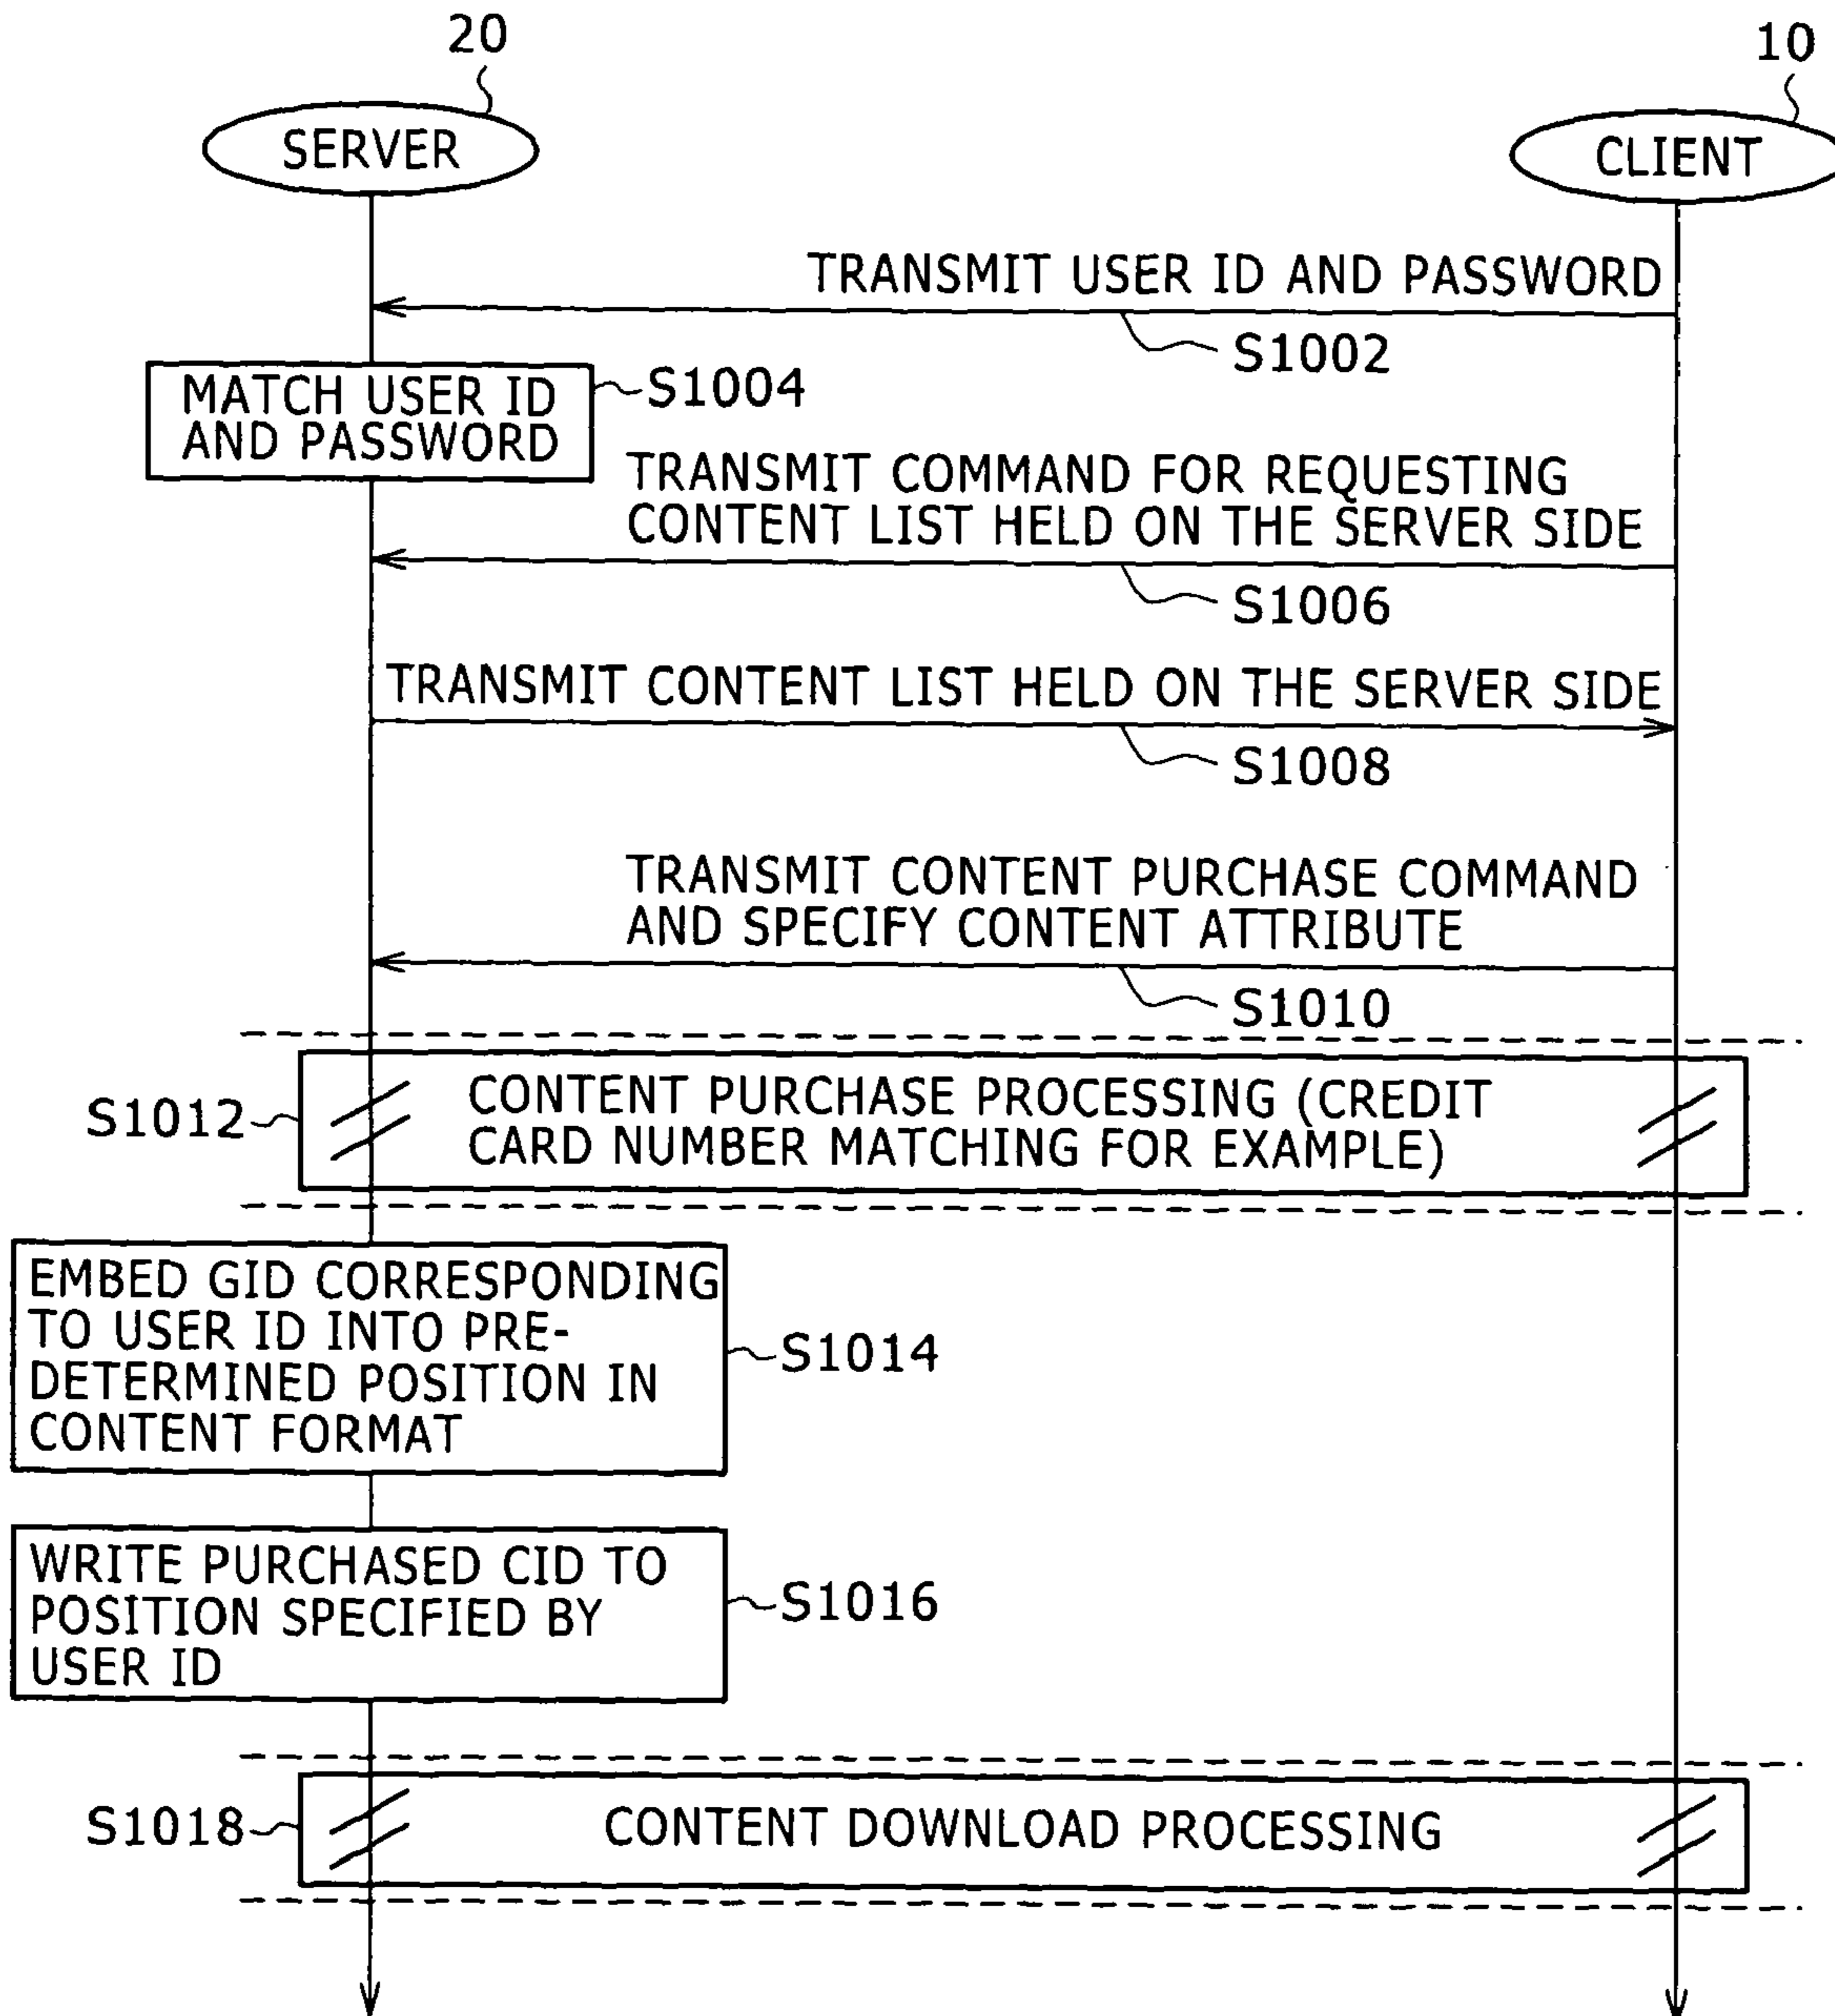 20
10
SERVER
CLIENT
TRANSMIT USER ID AND PASSWORD
S1002
MATCH USER ID
AND PASSWORD
S1004
TRANSMIT COMMAND FOR REQUESTING
CONTENT LIST HELD ON THE SERVER SIDE
S1006
TRANSMIT CONTENT LIST HELD ON THE SERVER SIDE
S1008
TRANSMIT CONTENT PURCHASE COMMAND
AND SPECIFY CONTENT ATTRIBUTE
S1010
S1012
CONTENT PURCHASE PROCESSING (CREDIT
CARD NUMBER MATCHING FOR EXAMPLE)
EMBED GID CORRESPONDING
TO USER ID INTO PRE-
DETERMINED POSITION IN
CONTENT FORMAT
S1014
WRITE PURCHASED CID TO
POSITION SPECIFIED BY
USER ID
S1016
S1018
CONTENT DOWNLOAD PROCESSING